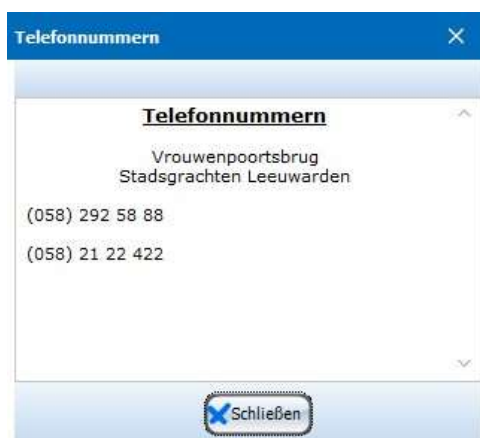 Telefonnummern
Telefonnummern
Vrouwenpoortsbrug
Stadsgrachten Leeuwarden
(058) 292 58 88
(058) 21 22 422
Schließen